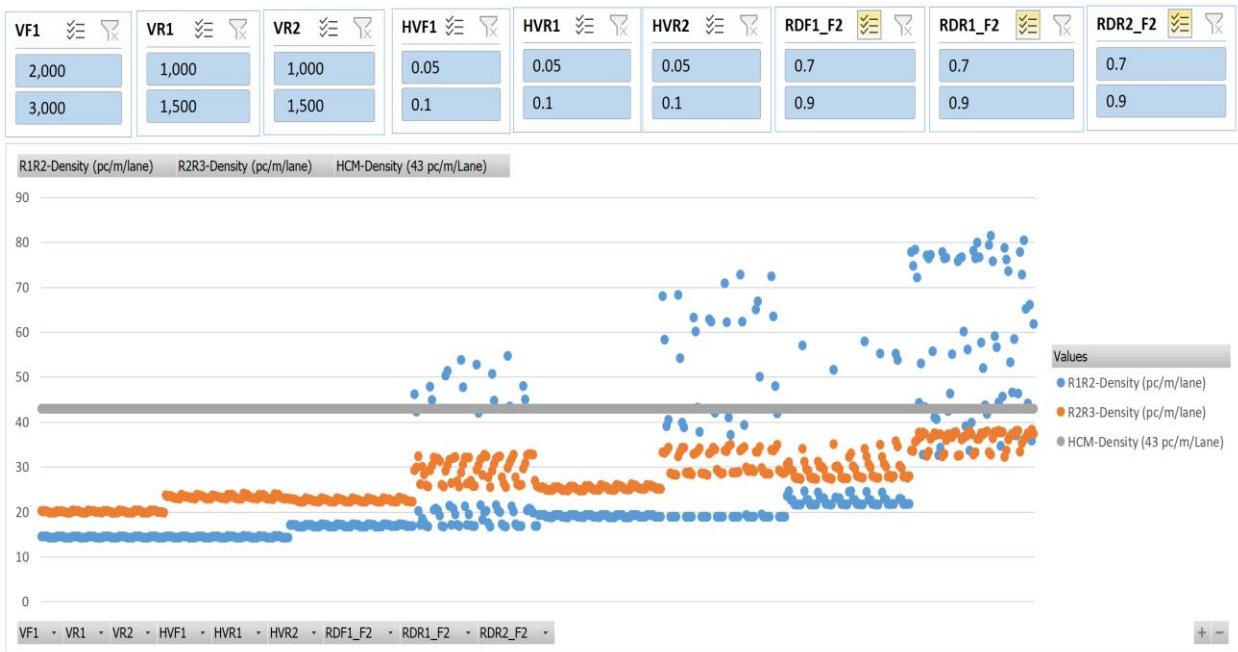 VF1 VR1 VR2 HVF1 HVR1 HVR2 RDF1_F2 RDR1_F2 RDR2_F2
2,000 1,000 1,000 0.05 0.05 0.05 0.7 0.7 0.7
3,000 1,500 1,500 0.1 0.1 0.1 0.9 0.9 0.9
R1R2-Density (pc/m/lane) R2R3-Density (pc/m/lane) HCM-Density (43 pc/m/Lane)
90
80
70
60
50
40
30
20
10
0
Values
R1R2-Density (pc/m/lane)
R2R3-Density (pc/m/lane)
HCM-Density (43 pc/m/Lane)
VF1 VR1 VR2 HVF1 HVR1 HVR2 RDF1_F2 RDR1_F2 RDR2_F2
+ −